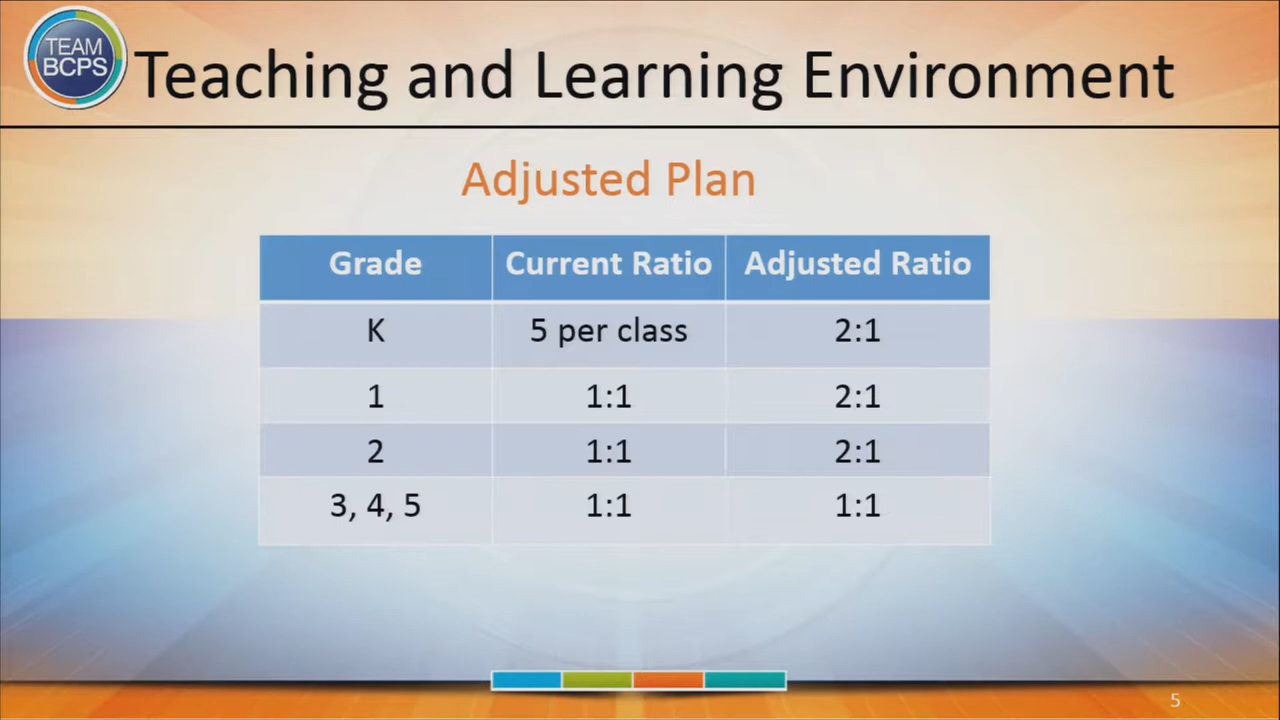 TEAM
BCPS
Teaching and Learning Environment
Adjusted Plan
Grade Current Ratio Adjusted Ratio
K 5 per class 2:1
1 1:1 2:1
2 1:1 2:1
3, 4, 5 1:1 1:1
5